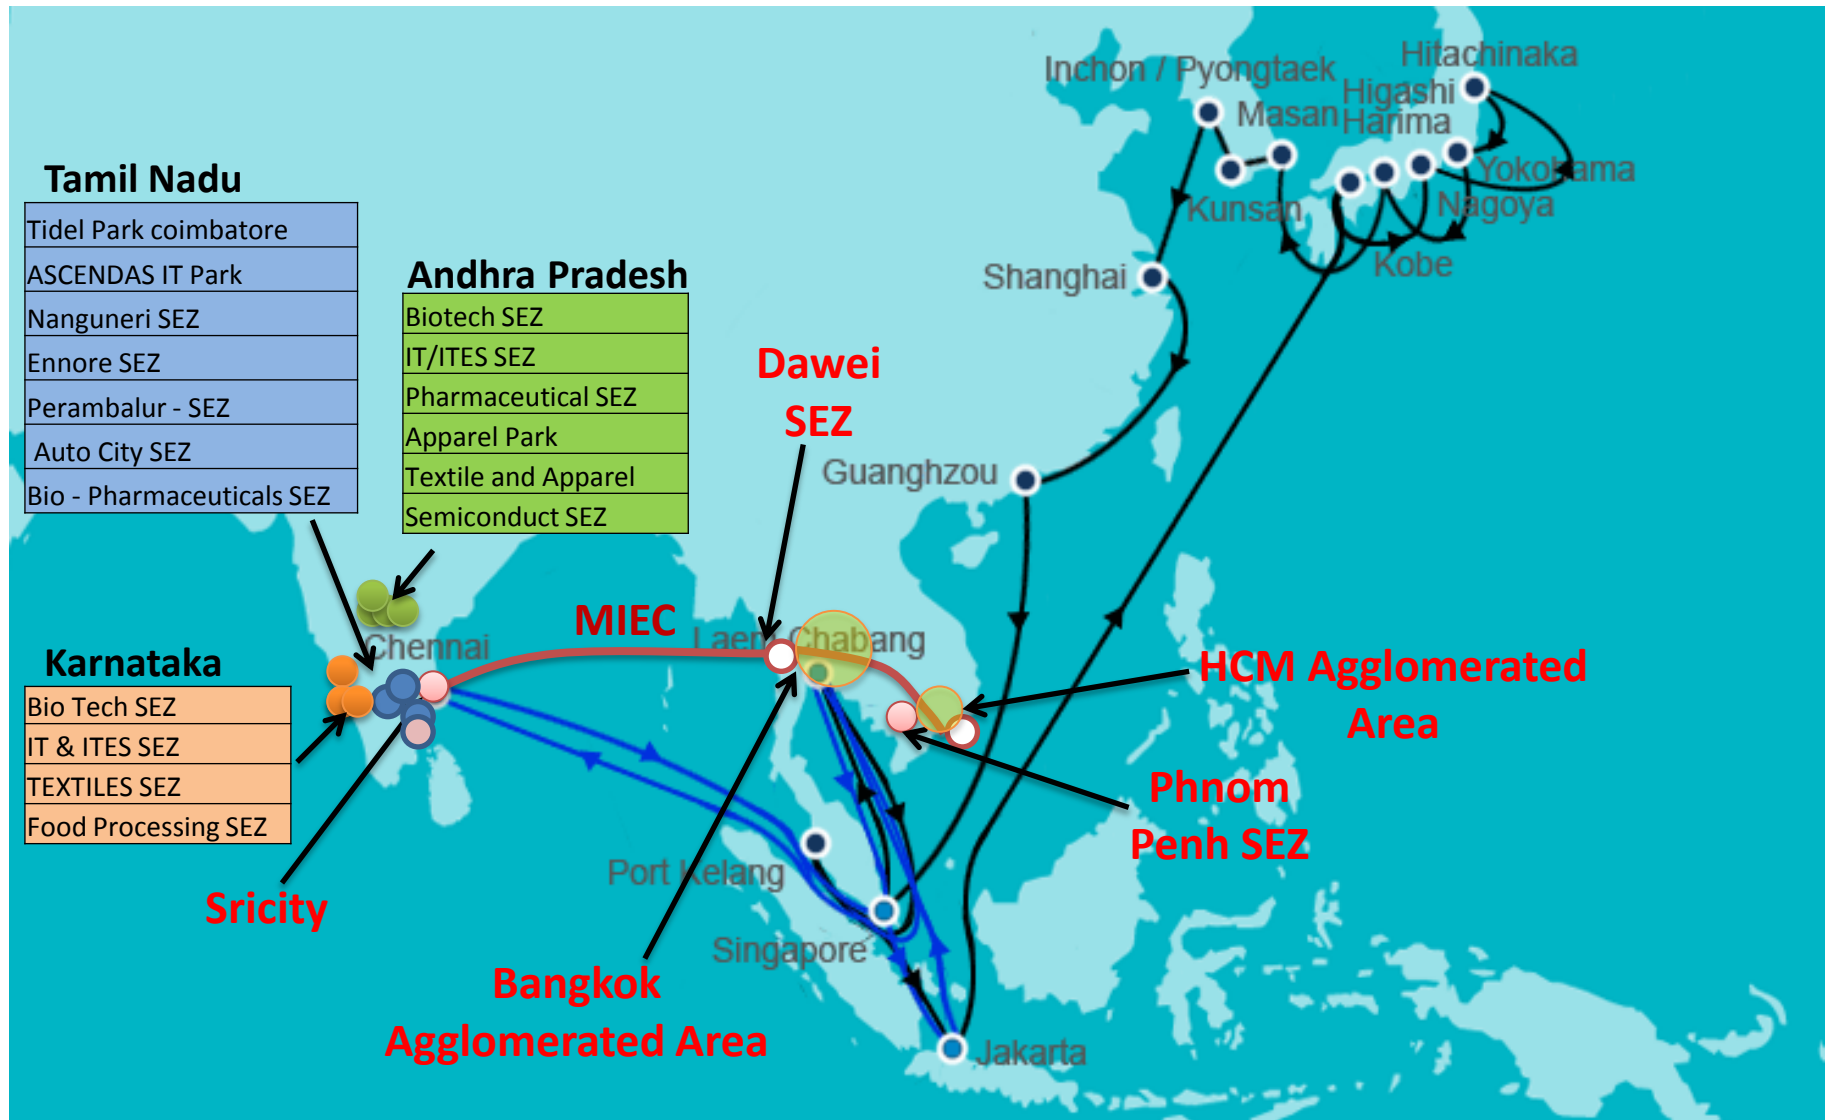 Inchon / Pyongtaek
Hitachinaka
Higashi
Harima
Masan
Yokohama
Nagoya
Kunsan
Kobe
Shanghai
Tamil Nadu
Tidel Park coimbatore
ASCENDAS IT Park
Nanguneri SEZ
Ennore SEZ
Perambalur - SEZ
Auto City SEZ
Bio - Pharmaceuticals SEZ
Andhra Pradesh
Biotech SEZ
IT/ITES SEZ
Pharmaceutical SEZ
Apparel Park
Textile and Apparel
Semiconduct SEZ
Dawei
SEZ
Guanghzou
MIEC
Laem Chabang
Chennai
Karnataka
Bio Tech SEZ
IT & ITES SEZ
TEXTILES SEZ
Food Processing SEZ
HCM Agglomerated
Area
Phnom
Penh SEZ
Port Kelang
Sricity
Singapore
Bangkok
Agglomerated Area
Jakarta